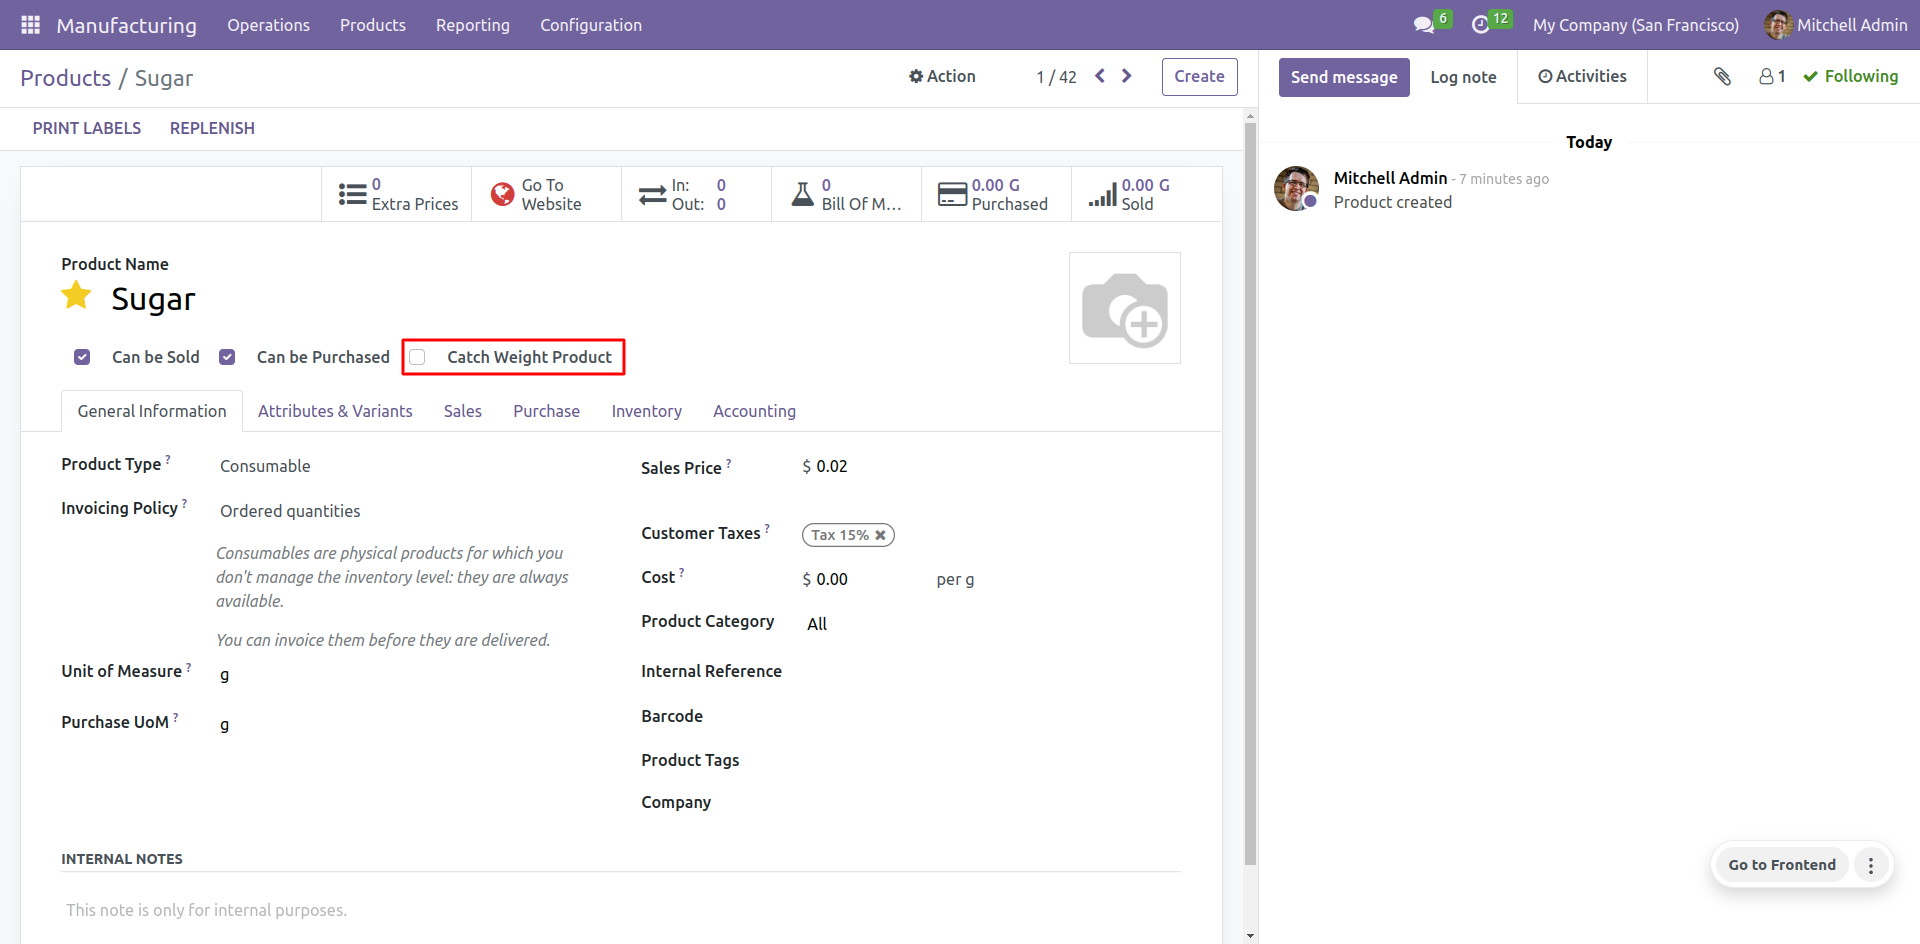 Manufacturing Operations Products Reporting Configuration 6 12 My Company (San Francisco) Mitchell Admin
Products / Sugar Action 1 / 42 Create
Send message Log note Activities 1 Following
PRINT LABELS REPLENISH
0
Extra Prices
Go To
Website
In: 0
Out: 0
0
Bill Of M...
0.00 G
Purchased
0.00 G
Sold
Product Name
Sugar
Can be Sold Can be Purchased Catch Weight Product
General Information Attributes & Variants Sales Purchase Inventory Accounting
Product Type ? Consumable
Invoicing Policy ? Ordered quantities
Consumables are physical products for which you
don't manage the inventory level: they are always
available.
You can invoice them before they are delivered.
Unit of Measure ? g
Purchase UoM ? g
Sales Price ? $ 0.02
Customer Taxes ? Tax 15% ✖
Cost ? $ 0.00 per g
Product Category All
Internal Reference
Barcode
Product Tags
Company
INTERNAL NOTES
This note is only for internal purposes.
Today
Mitchell Admin - 7 minutes ago
Product created
Go to Frontend